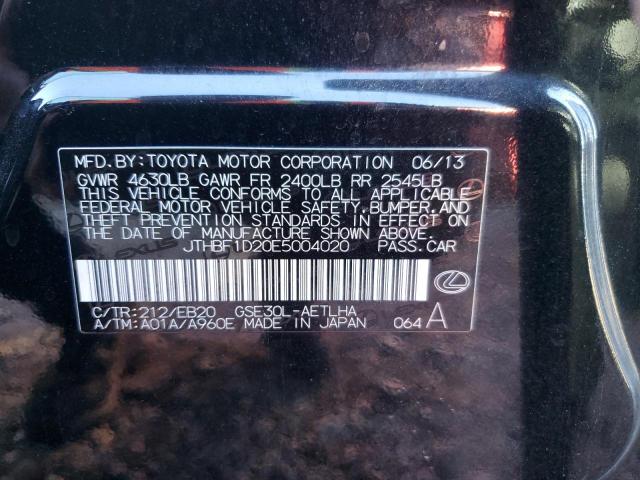 MFD. BY: TOYOTA MOTOR CORPORATION 06/13
GVWR 4630LB GAWR FR 2400LB RR 2545LB
THIS VEHICLE CONFORMS TO ALL APPLICABLE
FEDERAL MOTOR VEHICLE SAFETY, BUMPER, AND
THEFT PREVENTION STANDARDS IN EFFECT ON
THE DATE OF MANUFACTURE SHOWN ABOVE.
JTHBF1D20E5004020 PASS.CAR
C/TR:212/EB20 GSE30L-AETLHA
A/TM:A01A/A960E MADE IN JAPAN 064 A
LEXUS